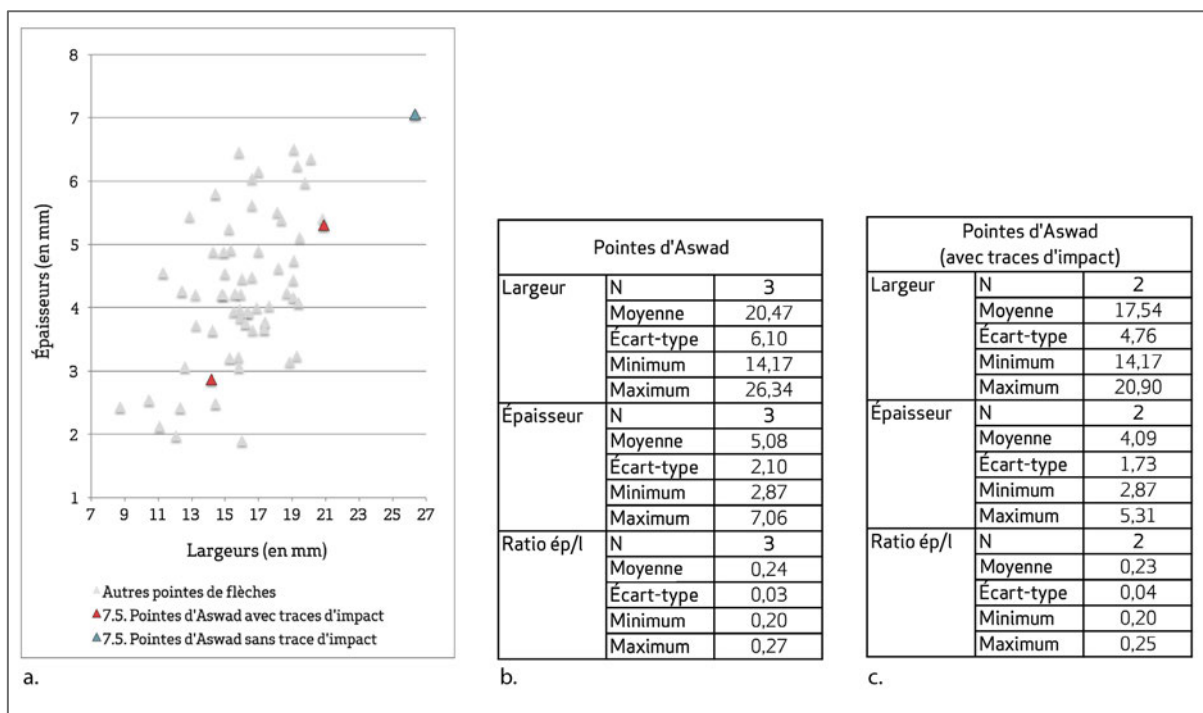 8
7
6
5
4
3
2
1
7 9 11 13 15 17 19 21 23 25 27
Épaisseurs (en mm)
Largeurs (en mm)
Autres pointes de flèches
7.5. Pointes d'Aswad avec traces d'impact
7.5. Pointes d'Aswad sans trace d'impact
a.
Pointes d'Aswad
Largeur N 3
Moyenne 20,47
Écart-type 6,10
Minimum 14,17
Maximum 26,34
Épaisseur N 3
Moyenne 5,08
Écart-type 2,10
Minimum 2,87
Maximum 7,06
Ratio ép/l N 3
Moyenne 0,24
Écart-type 0,03
Minimum 0,20
Maximum 0,27
b.
Pointes d'Aswad
(avec traces d'impact)
Largeur N 2
Moyenne 17,54
Écart-type 4,76
Minimum 14,17
Maximum 20,90
Épaisseur N 2
Moyenne 4,09
Écart-type 1,73
Minimum 2,87
Maximum 5,31
Ratio ép/l N 2
Moyenne 0,23
Écart-type 0,04
Minimum 0,20
Maximum 0,25
c.